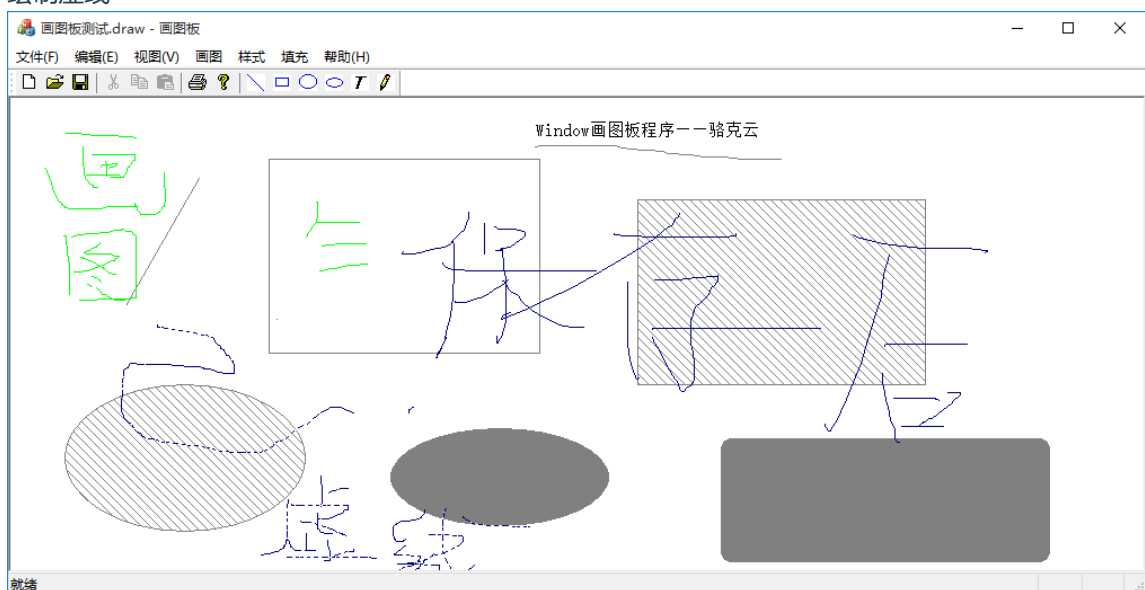 画图板测试.draw - 画图板
文件(F) 编辑(E) 视图(V) 画图 样式 填充 帮助(H)
Window画图板程序——骆克云
画
图
虚线
就绪